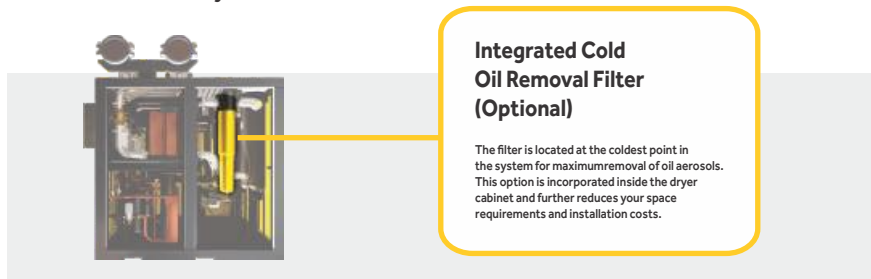 Integrated Cold
Oil Removal Filter
(Optional)
The filter is located at the coldest point in
the system for maximumremoval of oil aerosols.
This option is incorporated inside the dryer
cabinet and further reduces your space
requirements and installation costs.